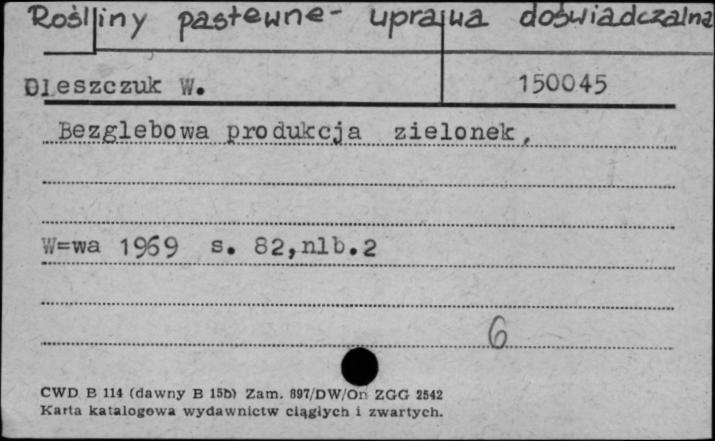 Rośliny pastewne - uprawa doświadczalna
Oleszczuk W. 150045
Bezglebowa produkcja zielonek,
W=wa 1969 s. 82,nlb.2
6
CWD B 114 (dawny B 15b) Zam. 897/DW/On ZGG 2542
Karta katalogowa wydawnictw ciągłych i zwartych.